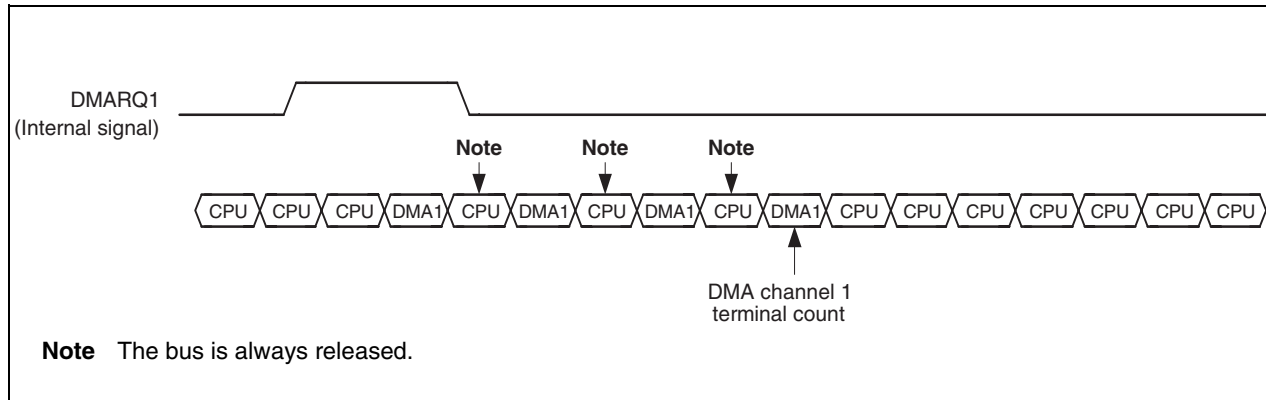 DMARQ1
(Internal signal)
Note Note Note
CPU CPU CPU DMA1 CPU DMA1 CPU DMA1 CPU DMA1 CPU CPU CPU CPU CPU CPU CPU
DMA channel 1
terminal count
Note The bus is always released.